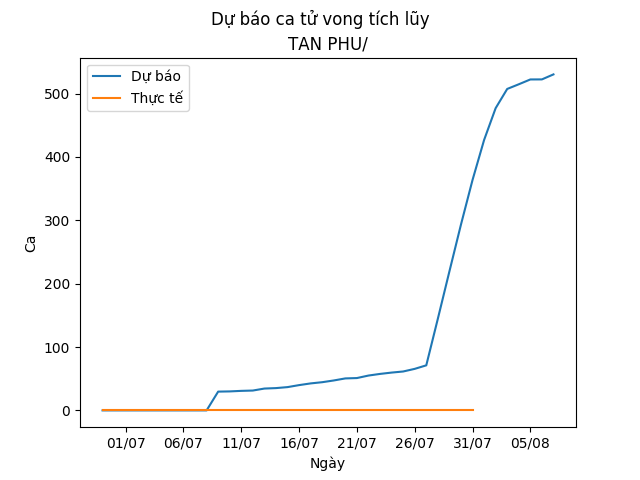 Dự báo ca tử vong tích lũy
TAN PHU/
Dự báo
Thực tế
500
400
300
200
100
0
Ca
01/07 06/07 11/07 16/07 21/07 26/07 31/07 05/08
Ngày